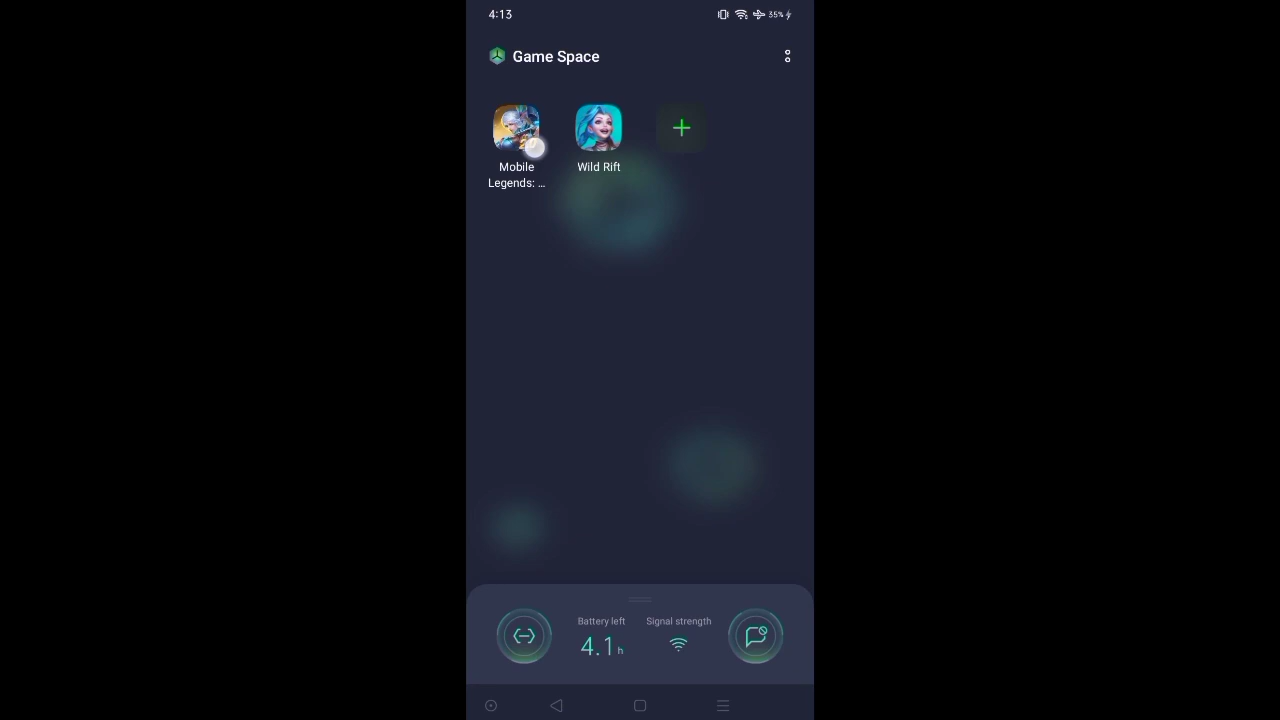 4:13
35%
Game Space
Mobile
Legends: ...
Wild Rift
Battery left
Signal strength
4.1 h